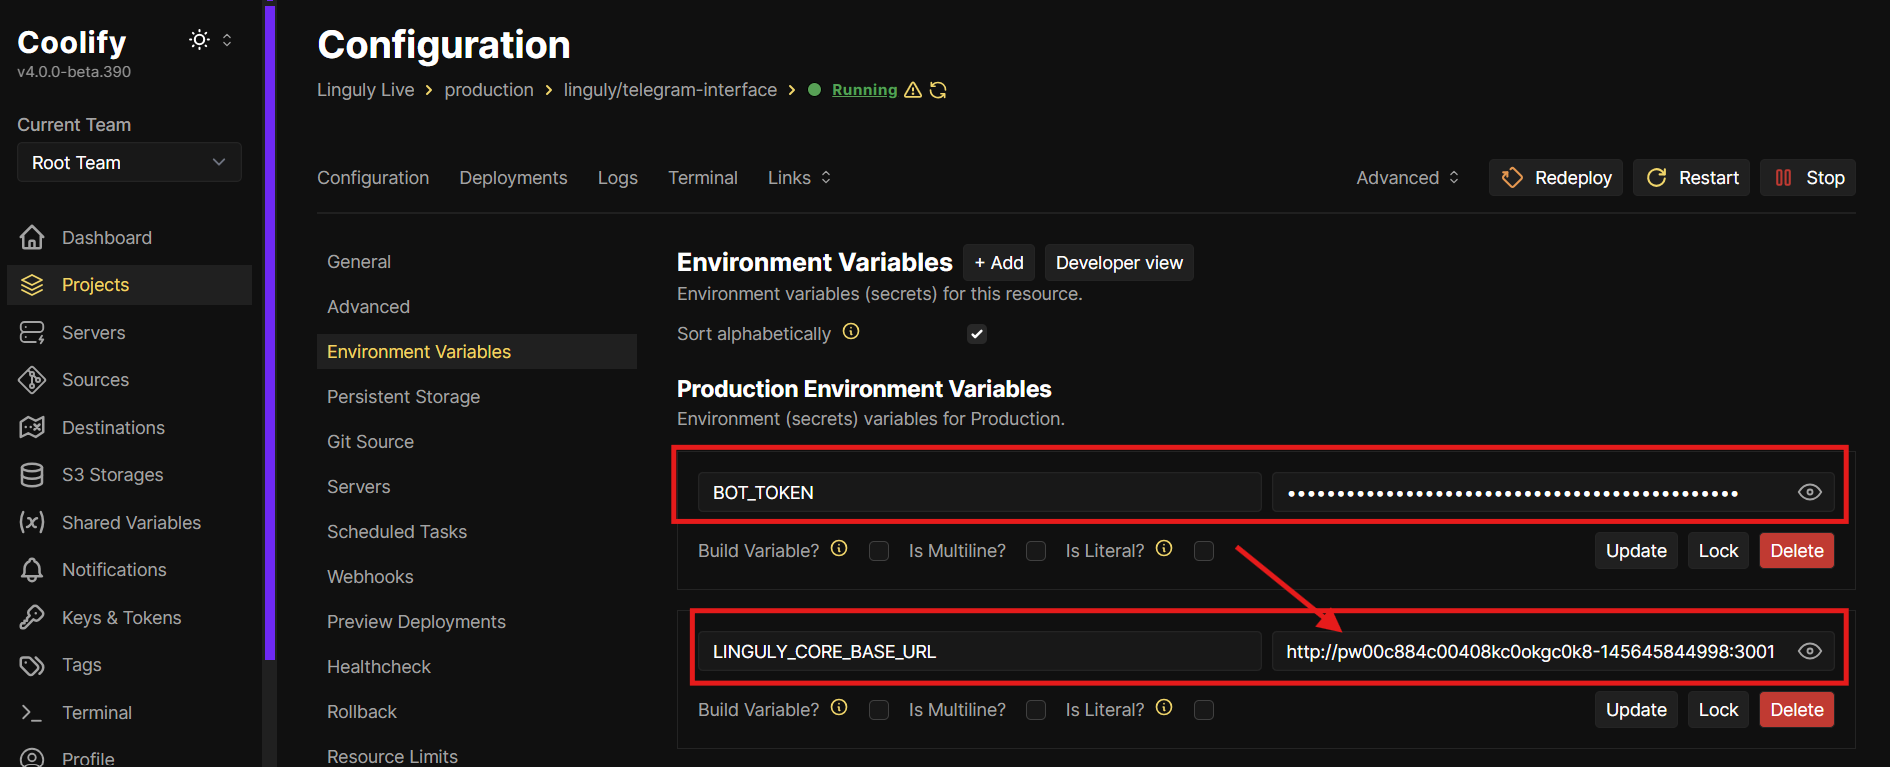 Coolify
v4.0.0-beta.390
Current Team
Root Team
Dashboard
Projects
Servers
Sources
Destinations
S3 Storages
Shared Variables
Notifications
Keys & Tokens
Tags
Terminal
Profile
Configuration
Linguly Live > production > linguly/telegram-interface > Running
Configuration Deployments Logs Terminal Links Advanced Redeploy Restart Stop
General
Advanced
Environment Variables
Persistent Storage
Git Source
Servers
Scheduled Tasks
Webhooks
Preview Deployments
Healthcheck
Rollback
Resource Limits
Environment Variables + Add Developer view
Environment variables (secrets) for this resource.
Sort alphabetically
Production Environment Variables
Environment (secrets) variables for Production.
BOT_TOKEN
Build Variable? Is Multiline? Is Literal? Update Lock Delete
LINGULY_CORE_BASE_URL http://pw00c884c00408kc0okgc0k8-145645844998:3001
Build Variable? Is Multiline? Is Literal? Update Lock Delete